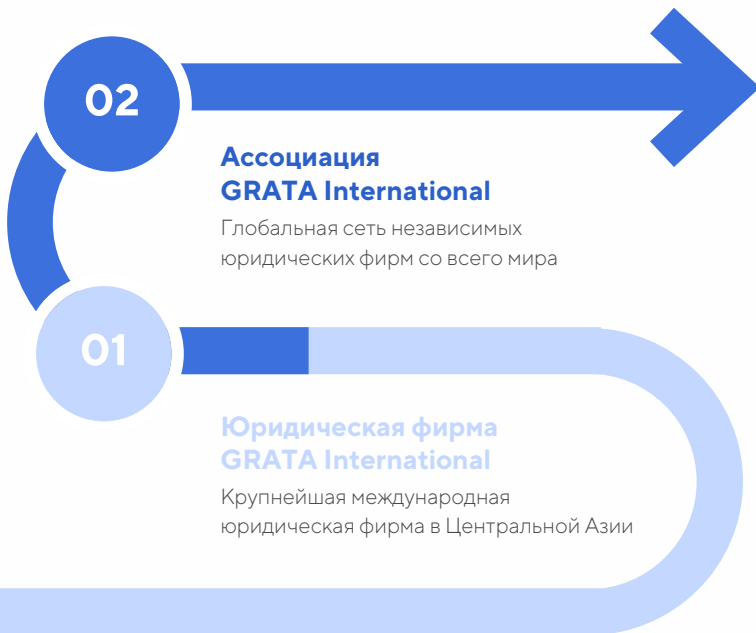 02
Ассоциация
GRATA International
Глобальная сеть независимых
юридических фирм со всего мира
01
Юридическая фирма
GRATA International
Крупнейшая международная
юридическая фирма в Центральной Азии